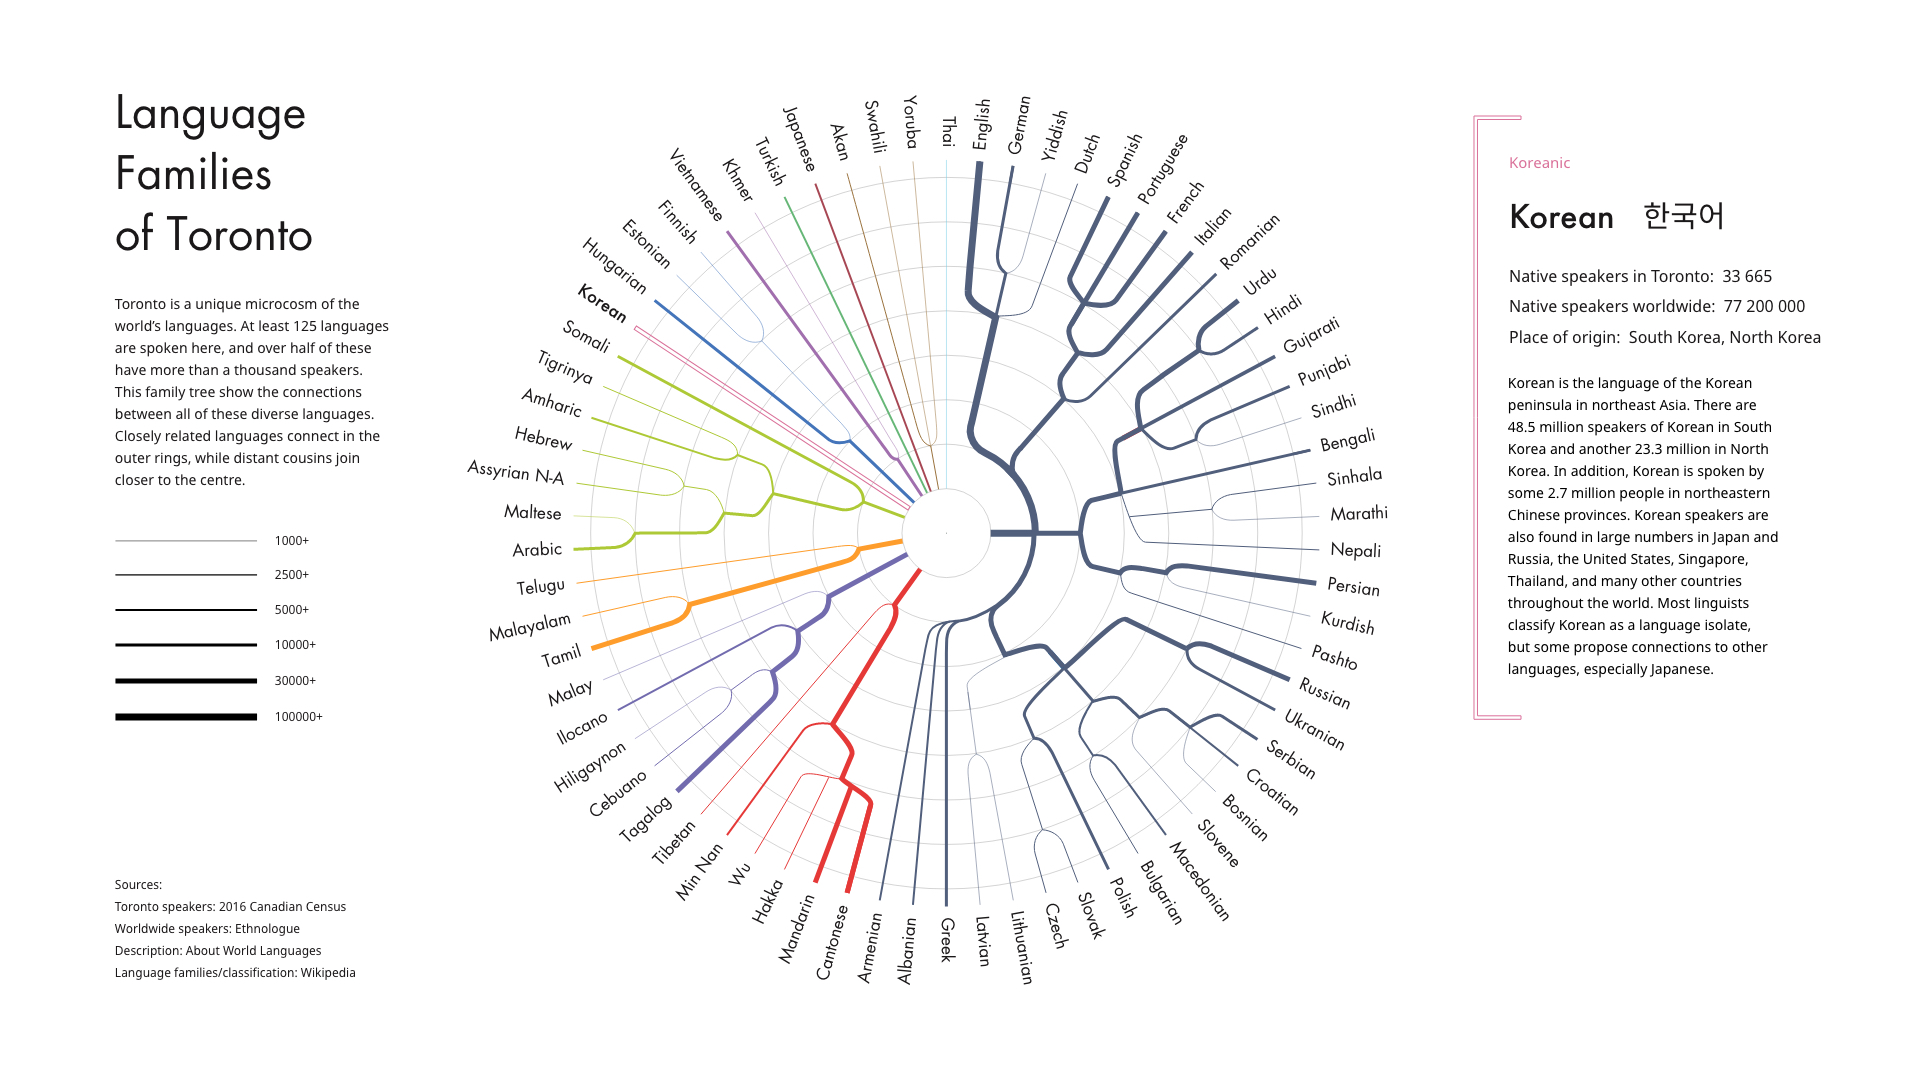 Language
Families
of Toronto
Toronto is a unique microcosm of the
world's languages. At least 125 languages
are spoken here, and over half of these
have more than a thousand speakers.
This family tree show the connections
between all of these diverse languages.
Closely related languages connect in the
outer rings, while distant cousins join
closer to the centre.
1000+
2500+
5000+
10000+
30000+
100000+
Sources:
Toronto speakers: 2016 Canadian Census
Worldwide speakers: Ethnologue
Description: About World Languages
Language families/classification: Wikipedia
Thai
English
German
Yiddish
Dutch
Spanish
Portuguese
French
Italian
Romanian
Urdu
Hindi
Gujarati
Punjabi
Sindhi
Bengali
Sinhala
Marathi
Nepali
Persian
Kurdish
Pashto
Russian
Ukranian
Serbian
Croatian
Bosnian
Slovene
Macedonian
Bulgarian
Polish
Slovak
Czech
Lithuanian
Latvian
Greek
Albanian
Armenian
Cantonese
Mandarin
Hakka
Wu
Min Nan
Tibetan
Tagalog
Cebuano
Hiligaynon
Ilocano
Malay
Tamil
Malayalam
Telugu
Arabic
Maltese
Assyrian N-A
Hebrew
Amharic
Tigrinya
Somali
Korean
Hungarian
Estonian
Finnish
Vietnamese
Khmer
Turkish
Japanese
Akan
Swahili
Yoruba
Koreanic
Korean 한국어
Native speakers in Toronto: 33 665
Native speakers worldwide: 77 200 000
Place of origin: South Korea, North Korea
Korean is the language of the Korean
peninsula in northeast Asia. There are
48.5 million speakers of Korean in South
Korea and another 23.3 million in North
Korea. In addition, Korean is spoken by
some 2.7 million people in northeastern
Chinese provinces. Korean speakers are
also found in large numbers in Japan and
Russia, the United States, Singapore,
Thailand, and many other countries
throughout the world. Most linguists
classify Korean as a language isolate,
but some propose connections to other
languages, especially Japanese.